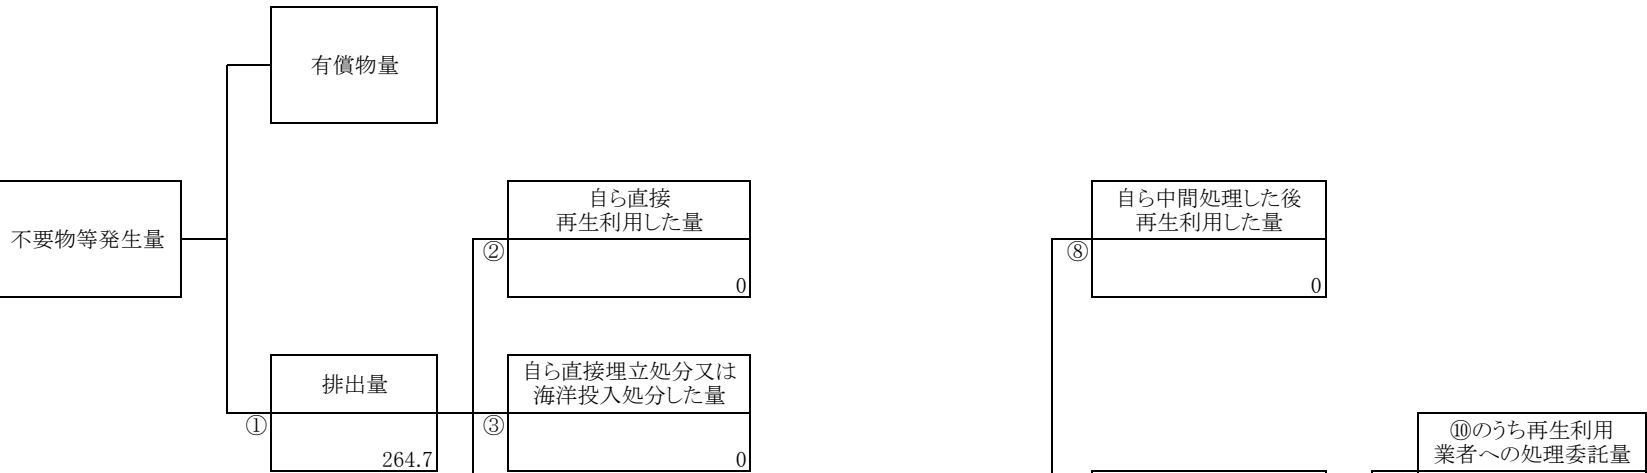 有償物量
不要物等発生量
自ら直接
再生利用した量
②
0
自ら中間処理した後
再生利用した量
⑧
0
排出量
①
264.7
自ら直接埋立処分又は
海洋投入処分した量
③
0
⑩のうち再生利用
業者への処理委託量